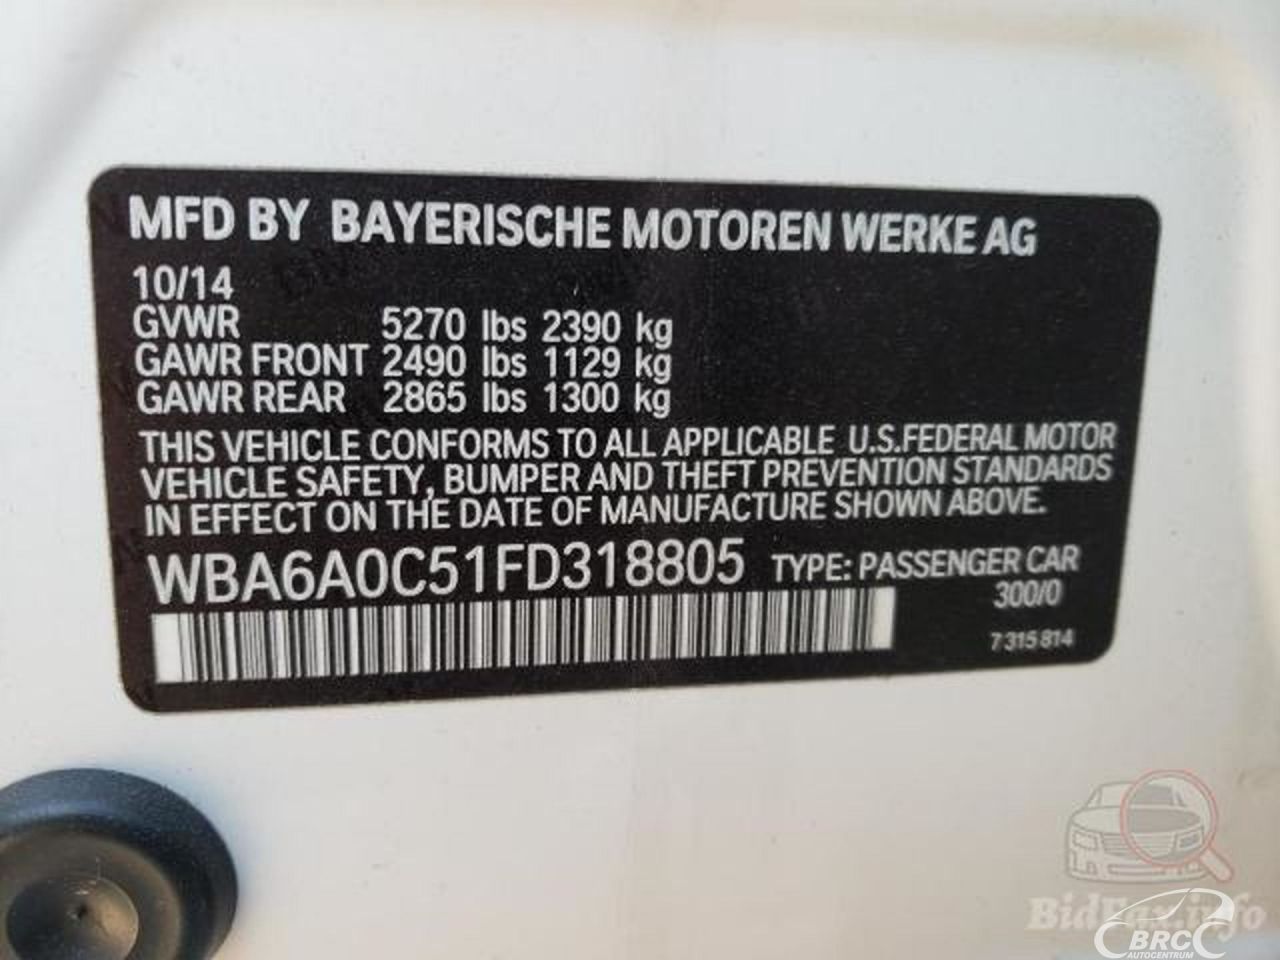 MFD BY BAYERISCHE MOTOREN WERKE AG
10/14
GVWR 5270 lbs 2390 kg
GAWR FRONT 2490 lbs 1129 kg
GAWR REAR 2865 lbs 1300 kg
THIS VEHICLE CONFORMS TO ALL APPLICABLE U.S.FEDERAL MOTOR
VEHICLE SAFETY, BUMPER AND THEFT PREVENTION STANDARDS
IN EFFECT ON THE DATE OF MANUFACTURE SHOWN ABOVE.
WBA6A0C51FD318805 TYPE: PASSENGER CAR
300/0
7 315 814
BidFax.info
BRC
AUTOCENTRUM